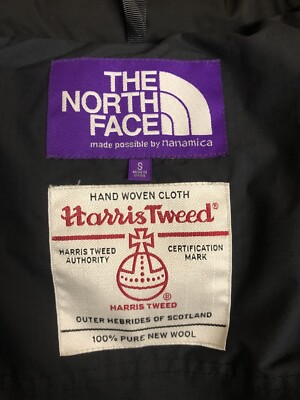 THE
NORTH
FACE
made possible by nanamica
S
HAND WOVEN CLOTH
Harris Tweed®
HARRIS TWEED CERTIFICATION
AUTHORITY MARK
®
HARRIS TWEED
OUTER HEBRIDES OF SCOTLAND
100% PURE NEW WOOL